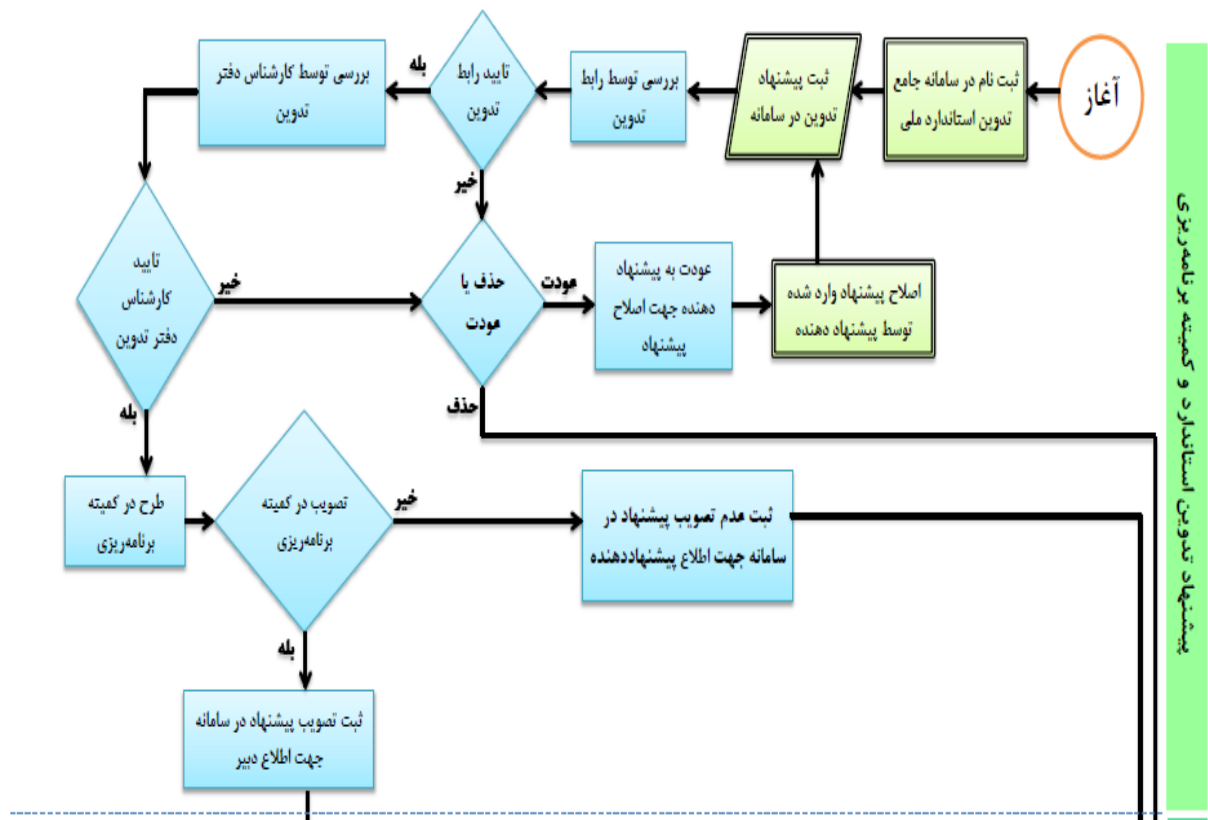 آغاز
ثبت نام در سامانه جامع
تدوین استاندارد ملی
ثبت پیشنهاد
تدوین در سامانه
بررسی توسط رابط
تدوین
تایید رابط
تدوین
بله
خیر
بررسی توسط کارشناس دفتر
تدوین
تایید
کارشناس
دفتر تدوین
خیر
بله
حذف یا
عودت
عودت
حذف
عودت به پیشنهاد
دهنده جهت اصلاح
پیشنهاد
اصلاح پیشنهاد وارد شده
توسط پیشنهاد دهنده
طرح در کمیته
برنامه‌ریزی
تصویب در کمیته
برنامه‌ریزی
خیر
بله
ثبت عدم تصویب پیشنهاد در
سامانه جهت اطلاع پیشنهاددهنده
ثبت تصویب پیشنهاد در سامانه
جهت اطلاع دبیر
پیشنهاد تدوین استاندارد و کمیته برنامه‌ریزی